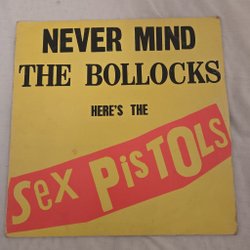 NEVER MIND
THE BOLLOCKS
HERE'S THE
Sex PiSTOLS